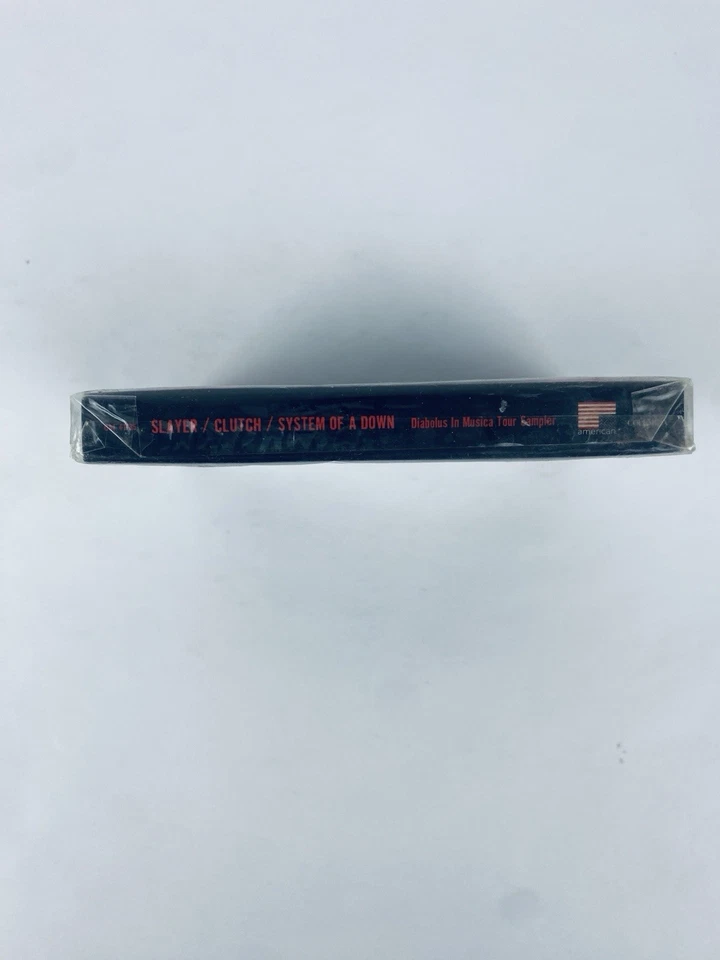 SLAYER / CLUTCH / SYSTEM OF A DOWN Diabolus In Musica Tour Sampler
american